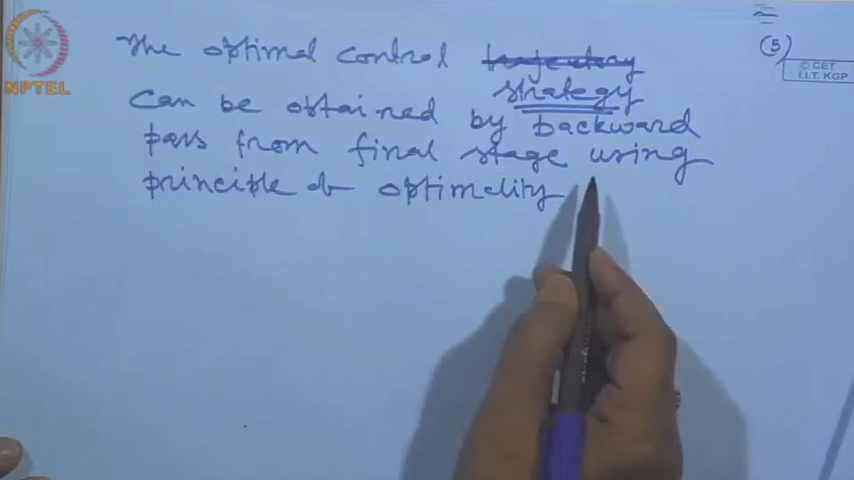 5
© CET
I.I.T. KGP
NPTEL
The optimal control trajectory
strategy
can be obtained by backward
pass from final stage using
principle of optimality